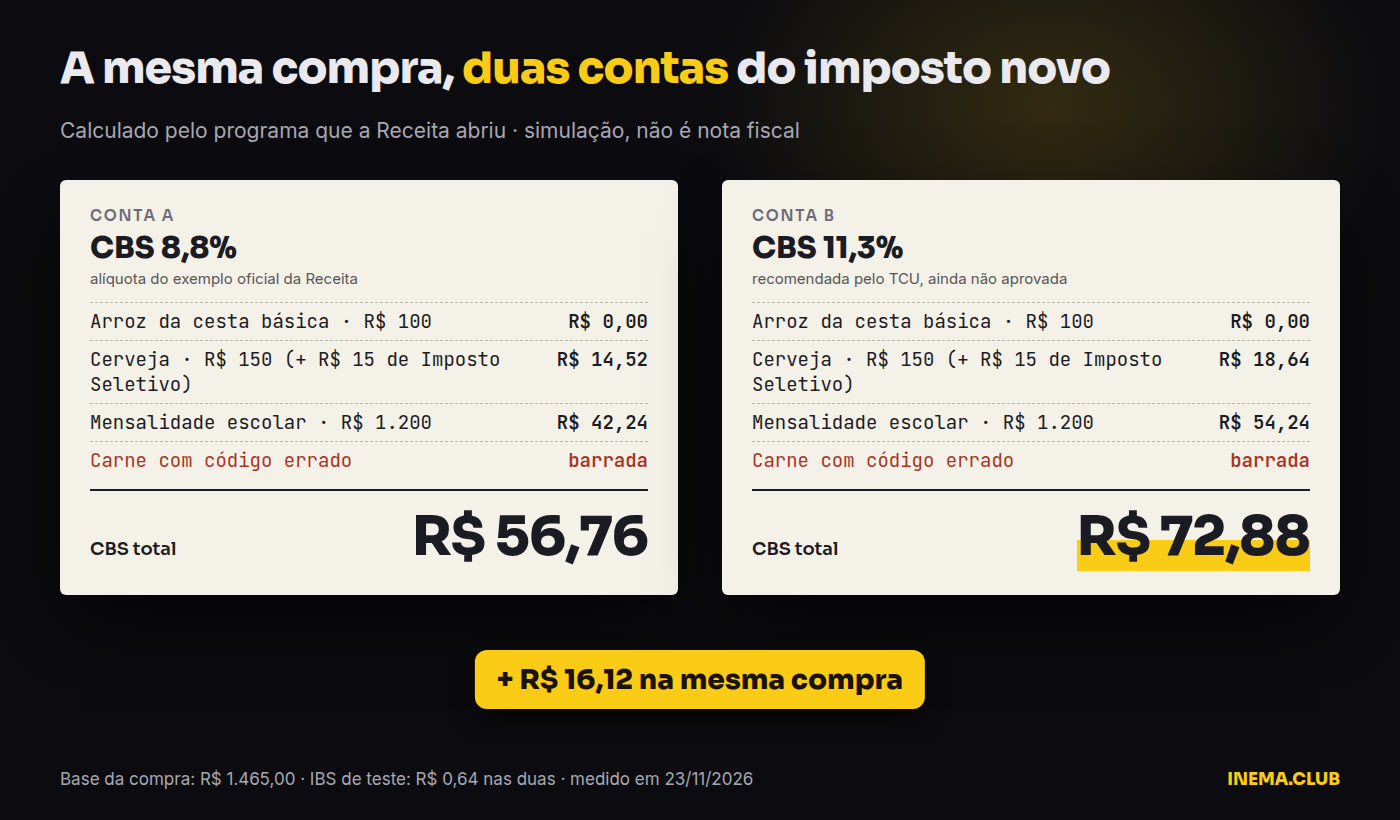 A mesma compra, duas contas do imposto novo
Calculado pelo programa que a Receita abriu · simulação, não é nota fiscal
CONTA A
CBS 8,8%
alíquota do exemplo oficial da Receita
Arroz da cesta básica · R$ 100 R$ 0,00
Cerveja · R$ 150 (+ R$ 15 de Imposto R$ 14,52
Seletivo)
Mensalidade escolar · R$ 1.200 R$ 42,24
Carne com código errado barrada
CBS total R$ 56,76
CONTA B
CBS 11,3%
recomendada pelo TCU, ainda não aprovada
Arroz da cesta básica · R$ 100 R$ 0,00
Cerveja · R$ 150 (+ R$ 15 de Imposto R$ 18,64
Seletivo)
Mensalidade escolar · R$ 1.200 R$ 54,24
Carne com código errado barrada
CBS total R$ 72,88
+ R$ 16,12 na mesma compra
Base da compra: R$ 1.465,00 · IBS de teste: R$ 0,64 nas duas · medido em 23/11/2026
INEMA.CLUB